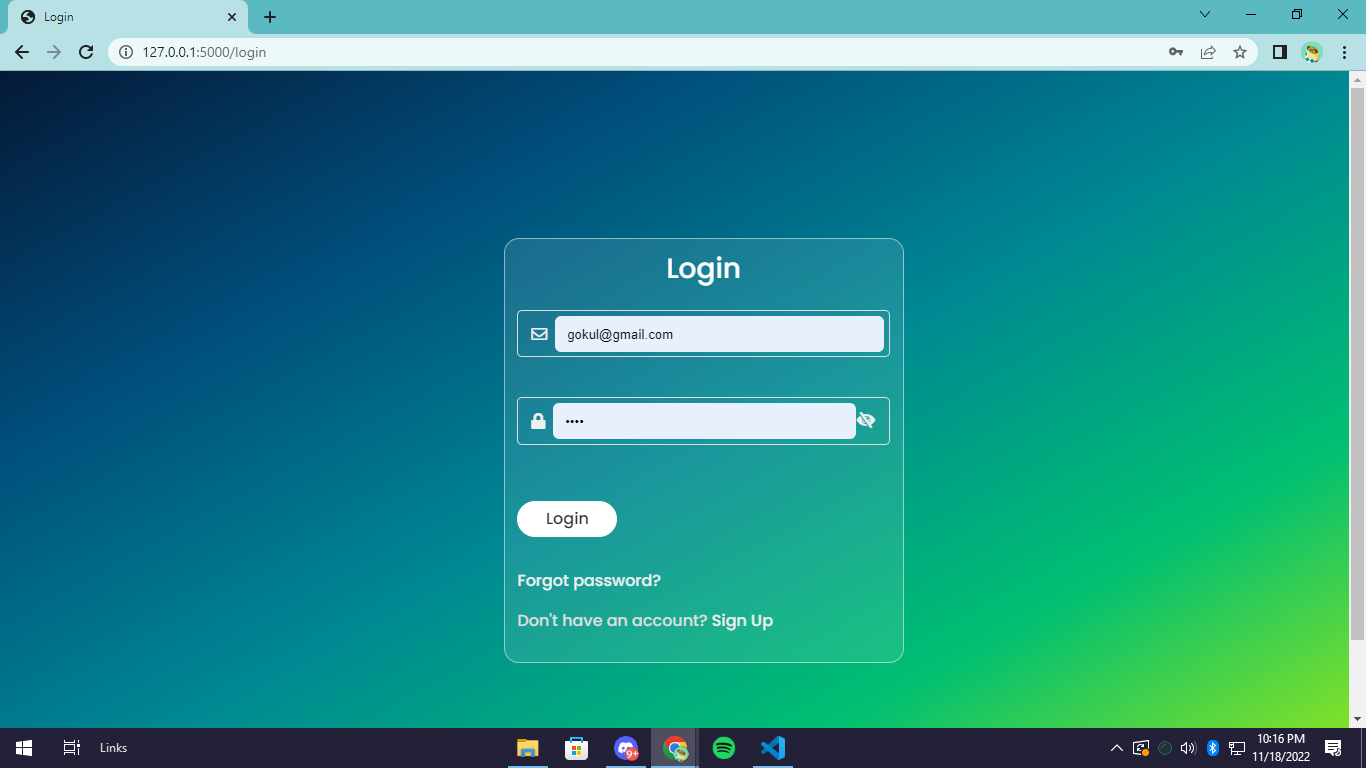 Login
127.0.0.1:5000/login
Login
gokul@gmail.com
••••
Login
Forgot password?
Don't have an account? Sign Up
Links
9+
10:16 PM
11/18/2022